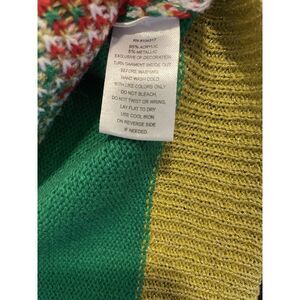 95% ACRYLIC
5% METALLIC
EXCLUSIVE OF DECORATION
TURN GARMENT INSIDE OUT
BEFORE WASHING
HAND WASH COLD
WITH LIKE COLORS ONLY
DO NOT BLEACH,
DO NOT TWIST OR WRING,
LAY FLAT TO DRY
USE COOL IRON
ON REVERSE SIDE
IF NEEDED.